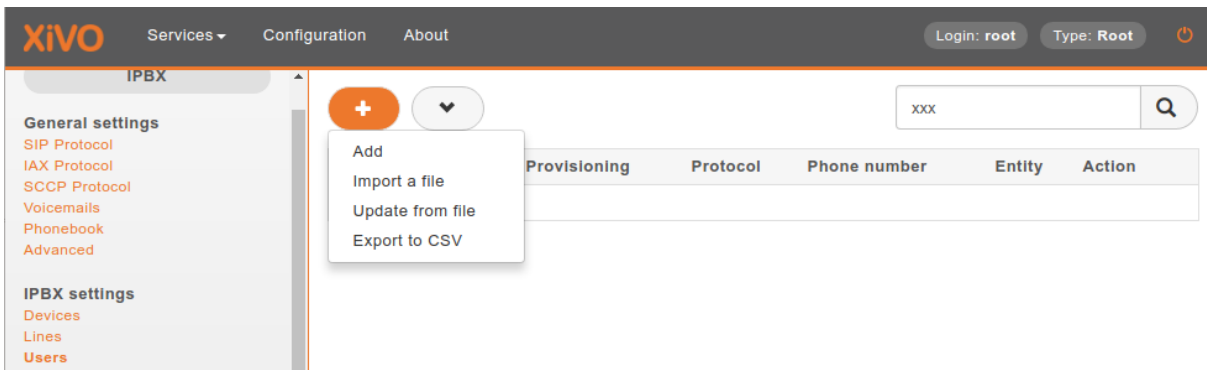 XiVO Services Configuration About Login: root Type: Root
IPBX
General settings
SIP Protocol
IAX Protocol
SCCP Protocol
Voicemails
Phonebook
Advanced
IPBX settings
Devices
Lines
Users
xxx
Add
Import a file
Update from file
Export to CSV
Provisioning Protocol Phone number Entity Action